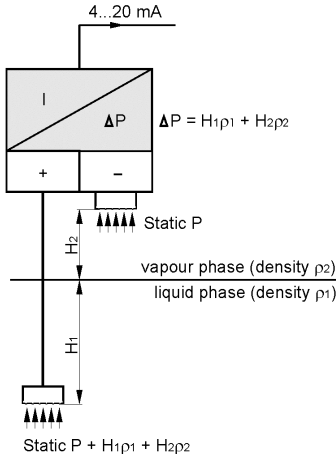 4...20 mA
I
ΔP
ΔP = H₁ρ₁ + H₂ρ₂
+
–
Static P
H₂
vapour phase (density ρ₂)
liquid phase (density ρ₁)
H₁
Static P + H₁ρ₁ + H₂ρ₂